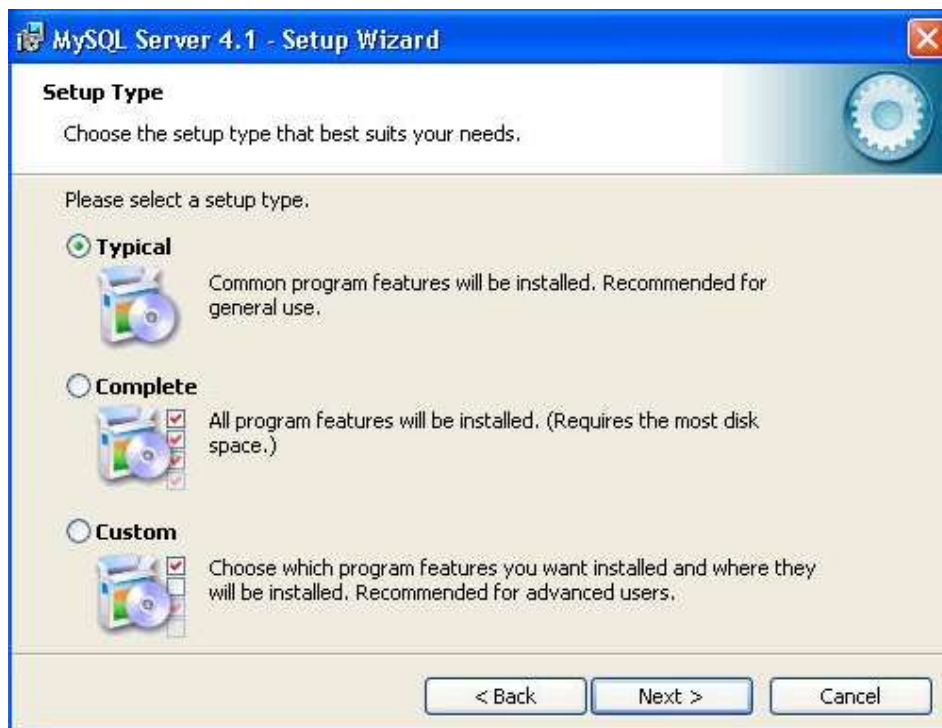 MySQL Server 4.1 - Setup Wizard
Setup Type
Choose the setup type that best suits your needs.
Please select a setup type.
Typical
Common program features will be installed. Recommended for
general use.
Complete
All program features will be installed. (Requires the most disk
space.)
Custom
Choose which program features you want installed and where they
will be installed. Recommended for advanced users.
< Back
Next >
Cancel